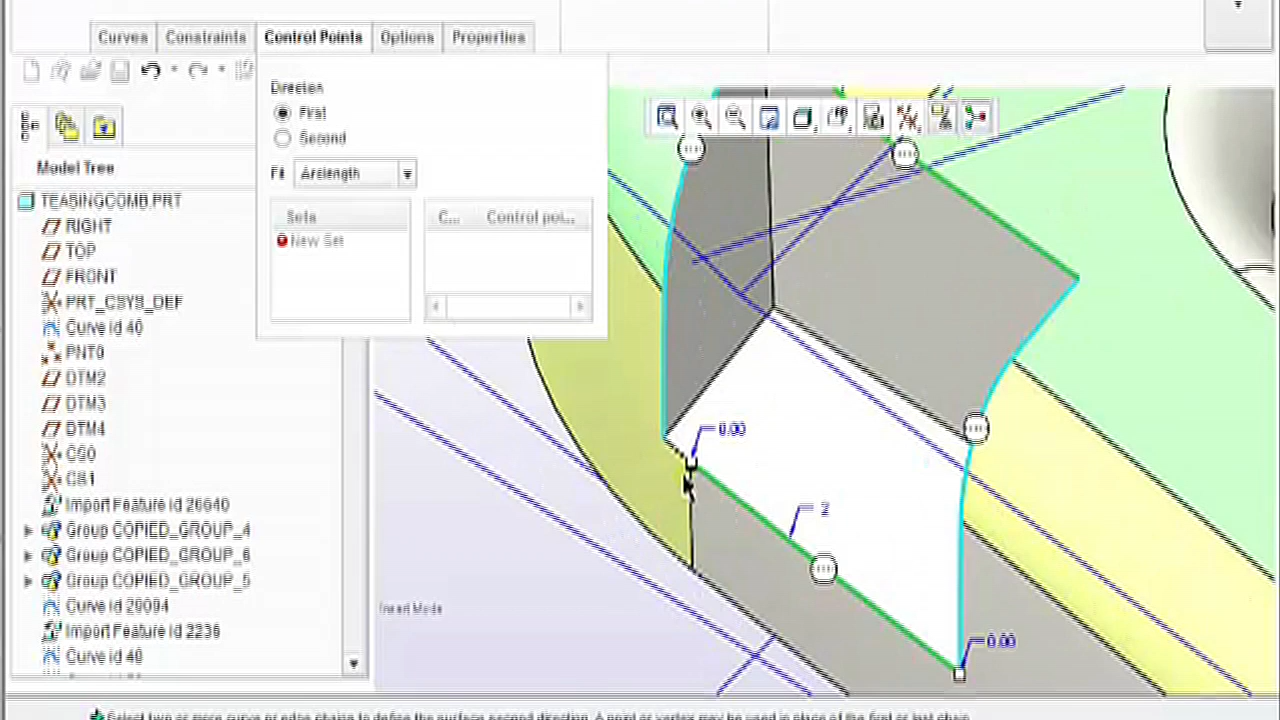 Curves Constraints Control Points Options Properties
Direction
First
Second
Fit Arclength
Sets
New Set
C... Control poi...
Model Tree
TEASINGCOMB.PRT
RIGHT
TOP
FRONT
PRT_CSYS_DEF
Curve id 40
PNT0
DTM2
DTM3
DTM4
CS0
CS1
Import Feature id 26640
Group COPIED_GROUP_4
Group COPIED_GROUP_6
Group COPIED_GROUP_5
Curve id 29094
Import Feature id 2236
Curve id 40
0.00
2
0.00
Insert Mode
Select two or more curve or edge chains to define the surface second direction. A point or vertex may be used in place of the first or last chain.